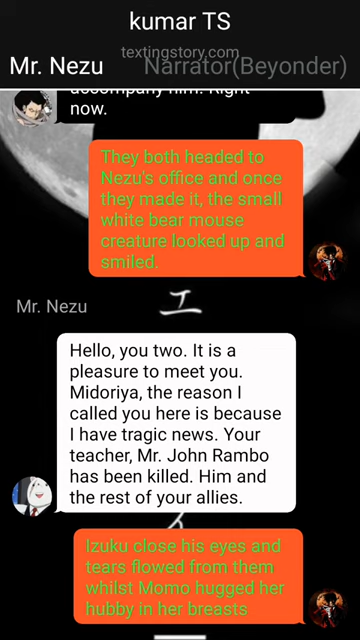 kumar TS
textingstory.com
Mr. Nezu
Narrator(Beyonder)
accompany him. Right
now.
They both headed to
Nezu's office and once
they made it, the small
white bear mouse
creature looked up and
smiled.
Mr. Nezu
Hello, you two. It is a
pleasure to meet you.
Midoriya, the reason I
called you here is because
I have tragic news. Your
teacher, Mr. John Rambo
has been killed. Him and
the rest of your allies.
Izuku close his eyes and
tears flowed from them
whilst Momo hugged her
hubby in her breasts